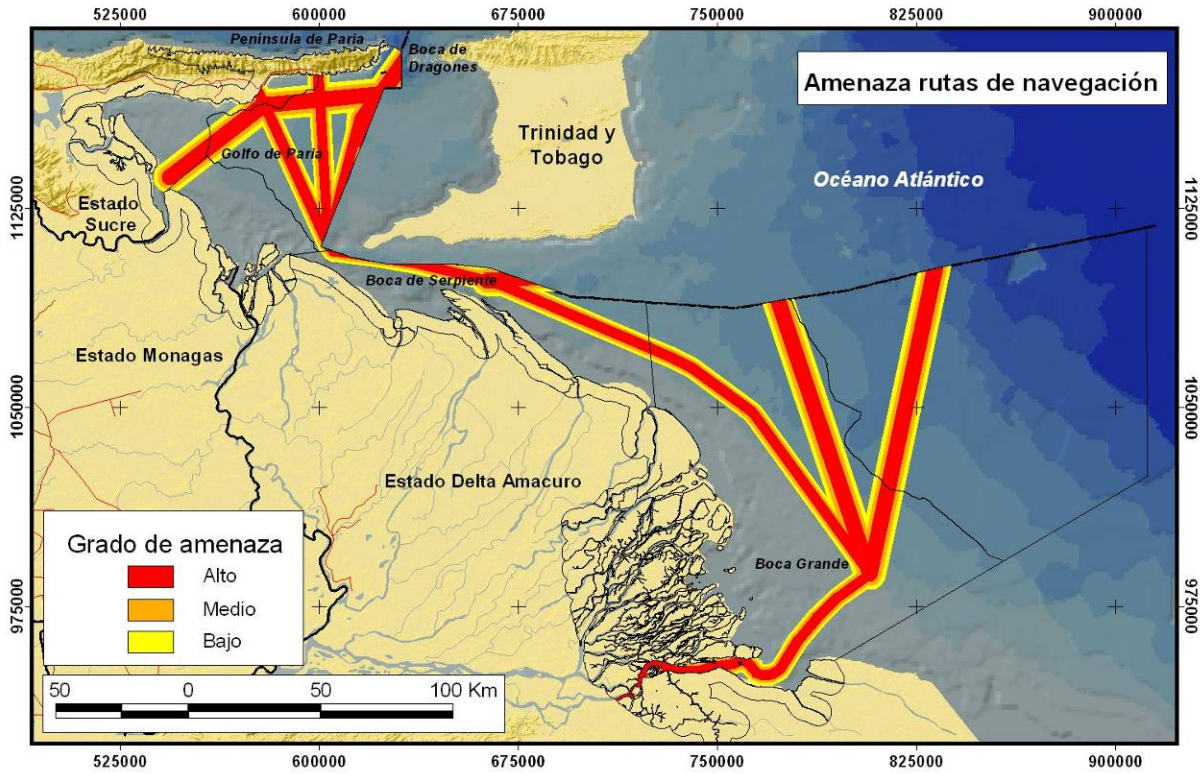 525000 600000 675000 750000 825000 900000
Península de Paria
Boca de
Dragones
Amenaza rutas de navegación
Trinidad y
Tobago
Golfo de Paria
Océano Atlántico
Estado
Sucre
1125000
1125000
Boca de Serpiente
Estado Monagas
1050000
1050000
Estado Delta Amacuro
Grado de amenaza
Alto
Medio
Bajo
Boca Grande
975000
975000
50 0 50 100 Km
525000 600000 675000 750000 825000 900000